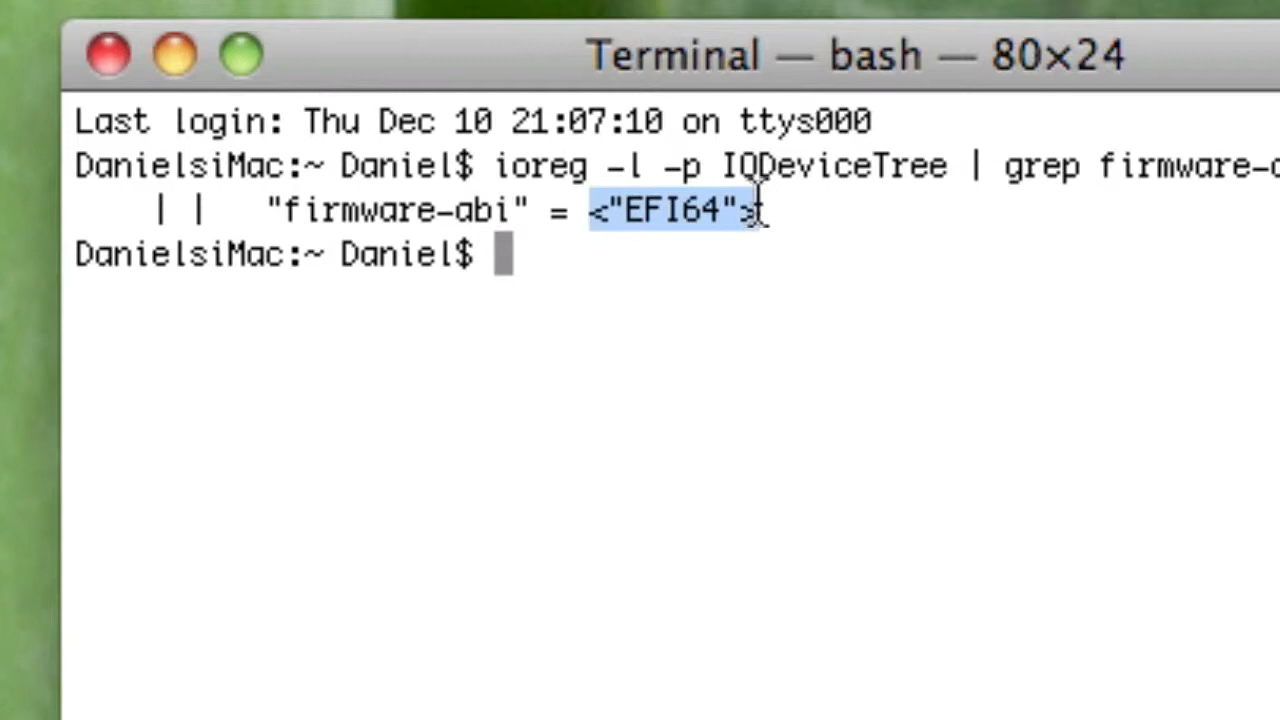 Terminal — bash — 80×24
Last login: Thu Dec 10 21:07:10 on ttys000
DanielsiMac:~ Daniel$ ioreg -l -p IODeviceTree | grep firmware-
| | "firmware-abi" = <"EFI64">
DanielsiMac:~ Daniel$